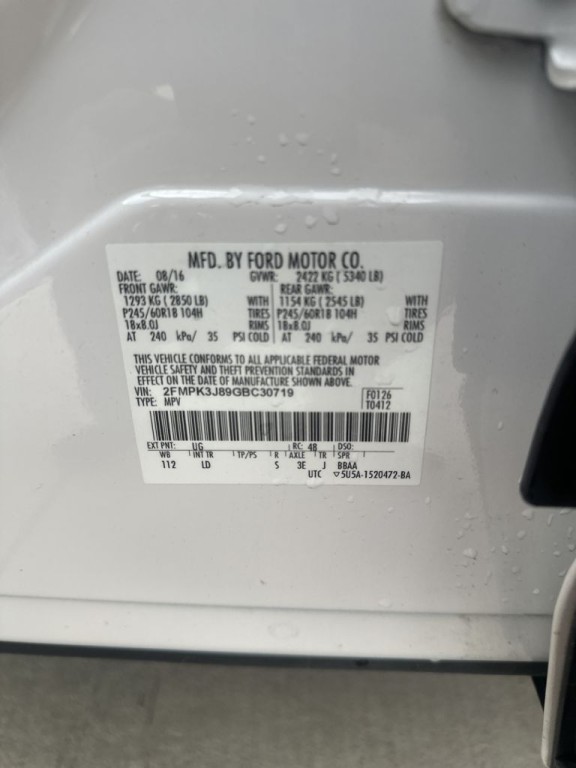 MFD. BY FORD MOTOR CO.
DATE: 08/16 GVWR: 2422 KG ( 5340 LB)
FRONT GAWR: REAR GAWR:
1293 KG ( 2850 LB) WITH 1154 KG ( 2545 LB) WITH
P245/60R18 104H TIRES P245/60R18 104H TIRES
18x8.0J RIMS 18x8.0J RIMS
AT 240 kPa/ 35 PSI COLD AT 240 kPa/ 35 PSI COLD
THIS VEHICLE CONFORMS TO ALL APPLICABLE FEDERAL MOTOR
VEHICLE SAFETY AND THEFT PREVENTION STANDARDS IN
EFFECT ON THE DATE OF MANUFACTURE SHOWN ABOVE.
VIN: 2FMPK3J89GBC30719 F0126
TYPE: MPV T0412
EXT PNT: UG RC: 48 DSO:
WB INT TR TP/PS R AXLE TR SPR
112 LD S 3E J BBAA
UTC ▽5U5A-1520472-BA